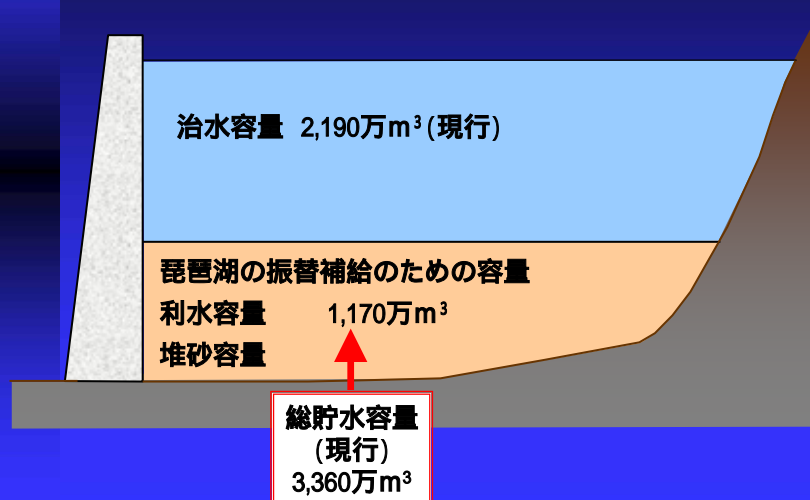 治水容量 2,190万m³(現行)
琵琶湖の振替補給のための容量
利水容量 1,170万m³
堆砂容量
総貯水容量
(現行)
3,360万m³